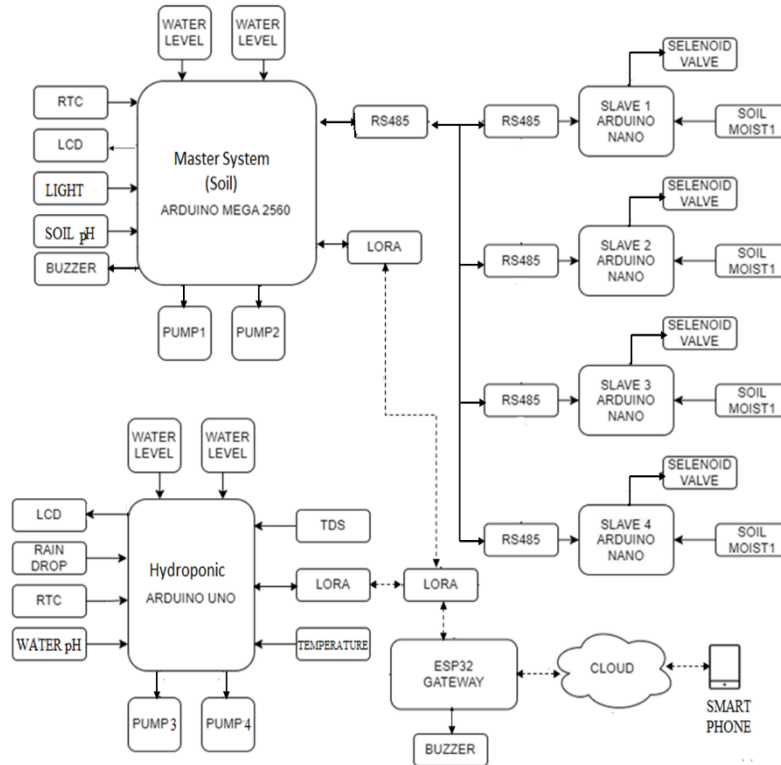 WATER
LEVEL
WATER
LEVEL
SELENOID
VALVE
RTC
LCD
LIGHT
SOIL pH
BUZZER
Master System
(Soil)
ARDUINO MEGA 2560
RS485
LORA
PUMP1
PUMP2
RS485
SLAVE 1
ARDUINO
NANO
SOIL
MOIST1
SELENOID
VALVE
RS485
SLAVE 2
ARDUINO
NANO
SOIL
MOIST1
SELENOID
VALVE
RS485
SLAVE 3
ARDUINO
NANO
SOIL
MOIST1
SELENOID
VALVE
RS485
SLAVE 4
ARDUINO
NANO
SOIL
MOIST1
WATER
LEVEL
WATER
LEVEL
LCD
RAIN
DROP
RTC
WATER pH
Hydroponic
ARDUINO UNO
TDS
LORA
TEMPERATURE
LORA
PUMP3
PUMP 4
ESP32
GATEWAY
BUZZER
CLOUD
SMART
PHONE